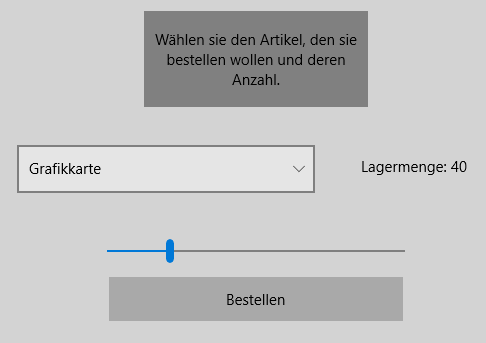 Wählen sie den Artikel, den sie
bestellen wollen und deren
Anzahl.
Grafikkarte
Lagermenge: 40
Bestellen